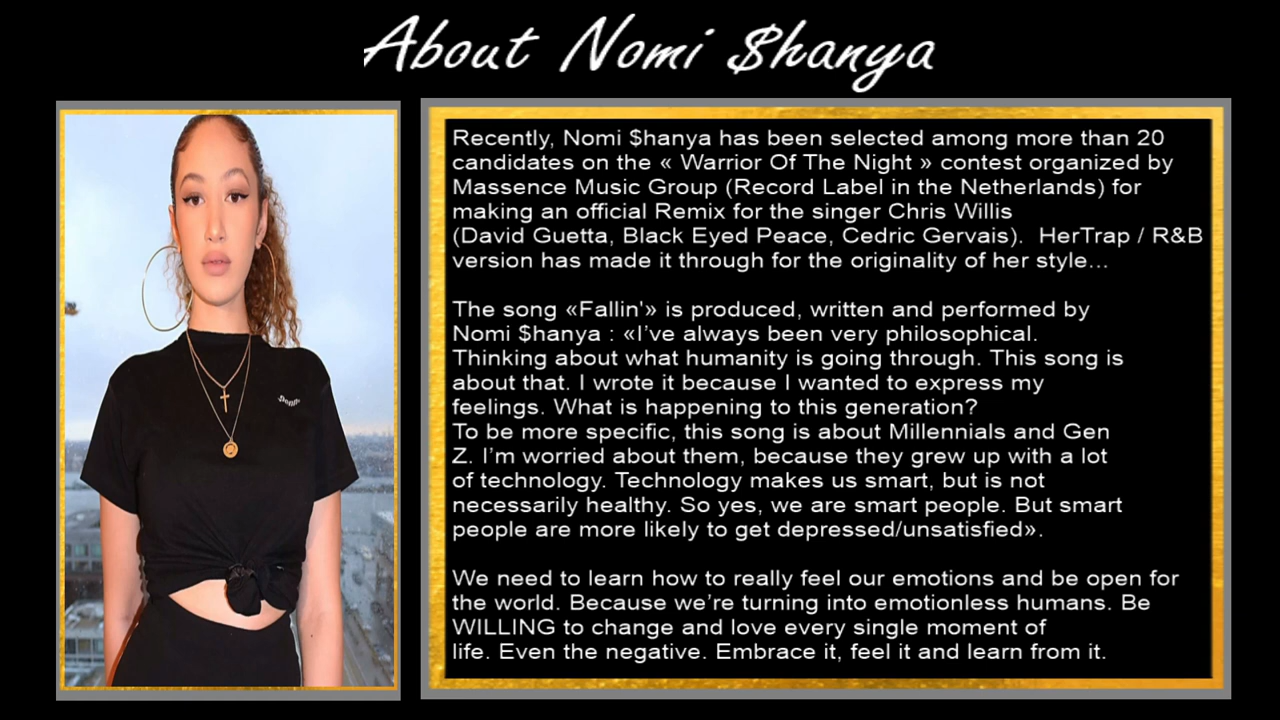 About Nomi $hanya
Recently, Nomi $hanya has been selected among more than 20
candidates on the « Warrior Of The Night » contest organized by
Massence Music Group (Record Label in the Netherlands) for
making an official Remix for the singer Chris Willis
(David Guetta, Black Eyed Peace, Cedric Gervais).  HerTrap / R&B
version has made it through for the originality of her style...
The song «Fallin'» is produced, written and performed by
Nomi $hanya : «I’ve always been very philosophical.
Thinking about what humanity is going through. This song is
about that. I wrote it because I wanted to express my
feelings. What is happening to this generation?
To be more specific, this song is about Millennials and Gen
Z. I’m worried about them, because they grew up with a lot
of technology. Technology makes us smart, but is not
necessarily healthy. So yes, we are smart people. But smart
people are more likely to get depressed/unsatisfied».
We need to learn how to really feel our emotions and be open for
the world. Because we’re turning into emotionless humans. Be
WILLING to change and love every single moment of
life. Even the negative. Embrace it, feel it and learn from it.